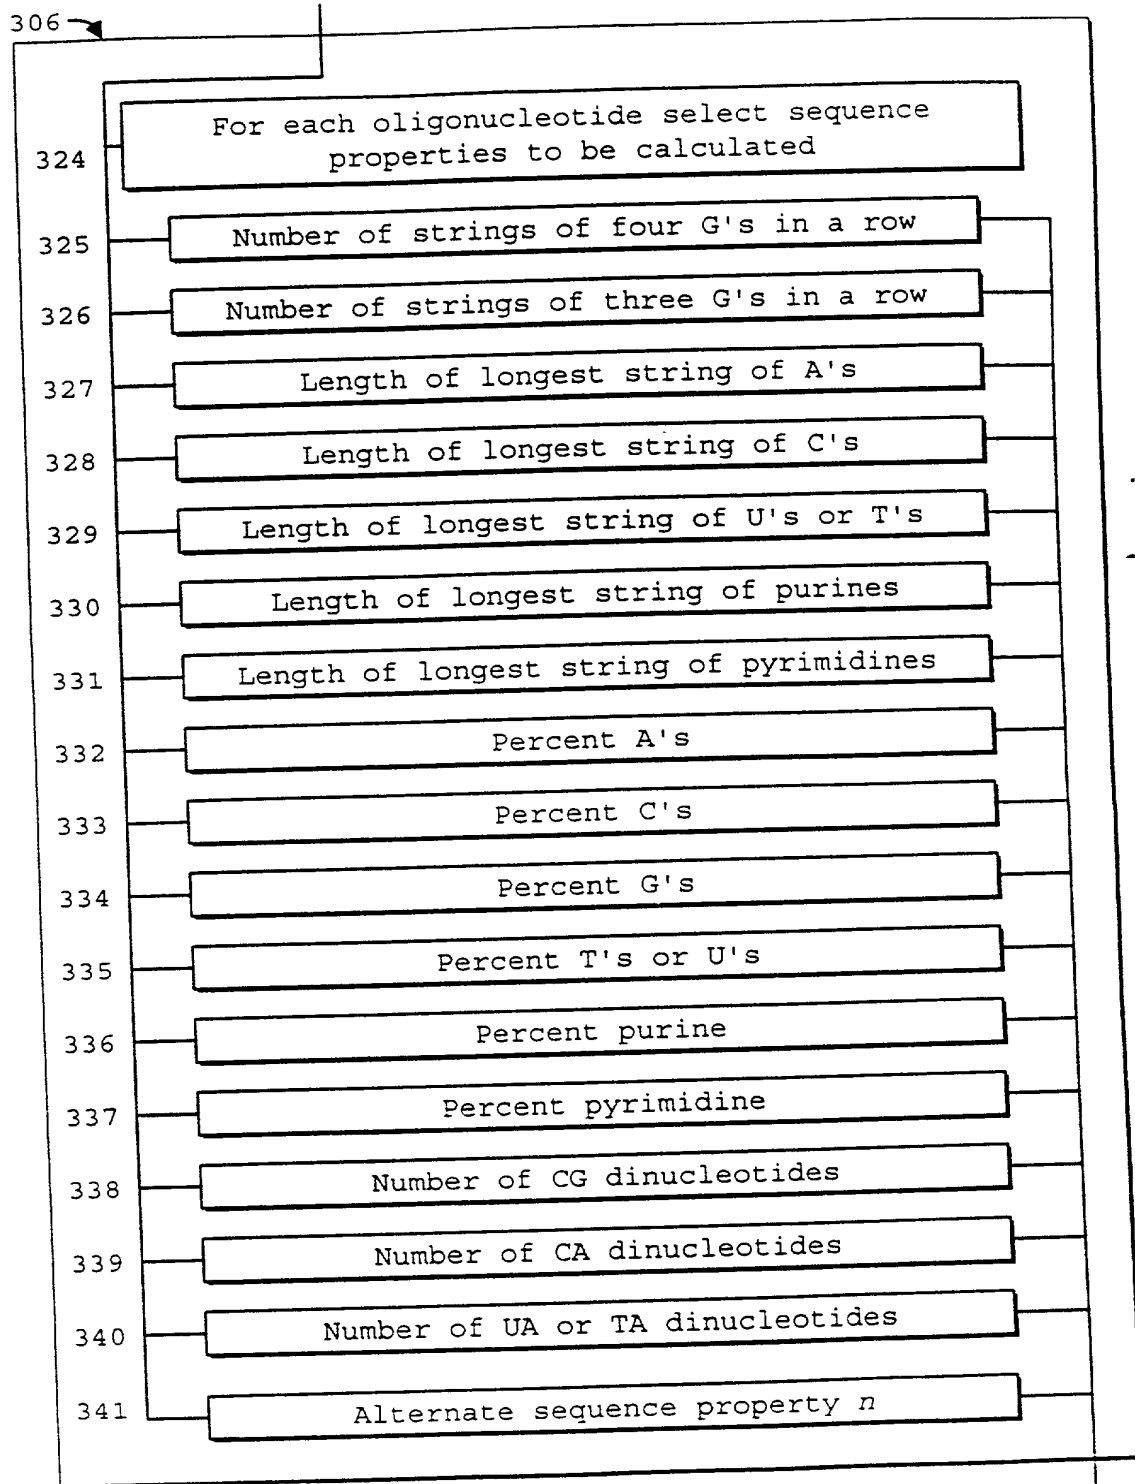 306
324 For each oligonucleotide select sequence
properties to be calculated
325 Number of strings of four G's in a row
326 Number of strings of three G's in a row
327 Length of longest string of A's
328 Length of longest string of C's
329 Length of longest string of U's or T's
330 Length of longest string of purines
331 Length of longest string of pyrimidines
332 Percent A's
333 Percent C's
334 Percent G's
335 Percent T's or U's
336 Percent purine
337 Percent pyrimidine
338 Number of CG dinucleotides
339 Number of CA dinucleotides
340 Number of UA or TA dinucleotides
341 Alternate sequence property n